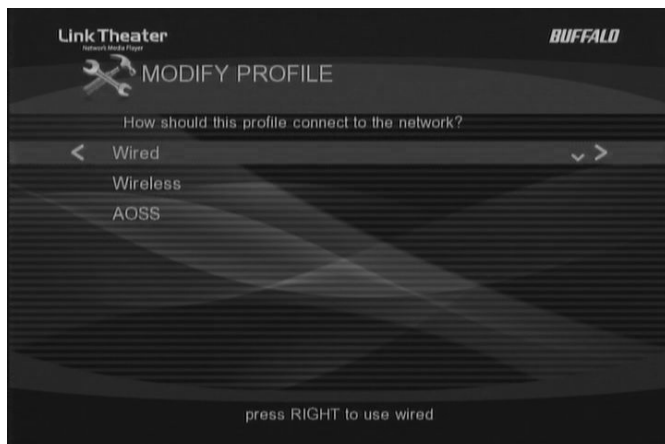 LinkTheater
Network Media Player
BUFFALO
MODIFY PROFILE
How should this profile connect to the network?
Wired
Wireless
AOSS
press RIGHT to use wired